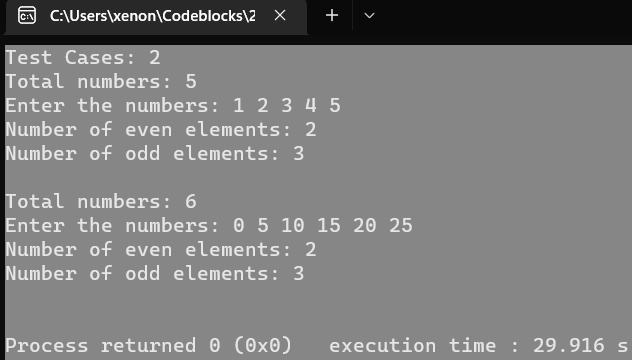 C:\Users\xenon\Codeblocks\2
Test Cases: 2
Total numbers: 5
Enter the numbers: 1 2 3 4 5
Number of even elements: 2
Number of odd elements: 3
Total numbers: 6
Enter the numbers: 0 5 10 15 20 25
Number of even elements: 2
Number of odd elements: 3
Process returned 0 (0x0)   execution time : 29.916 s